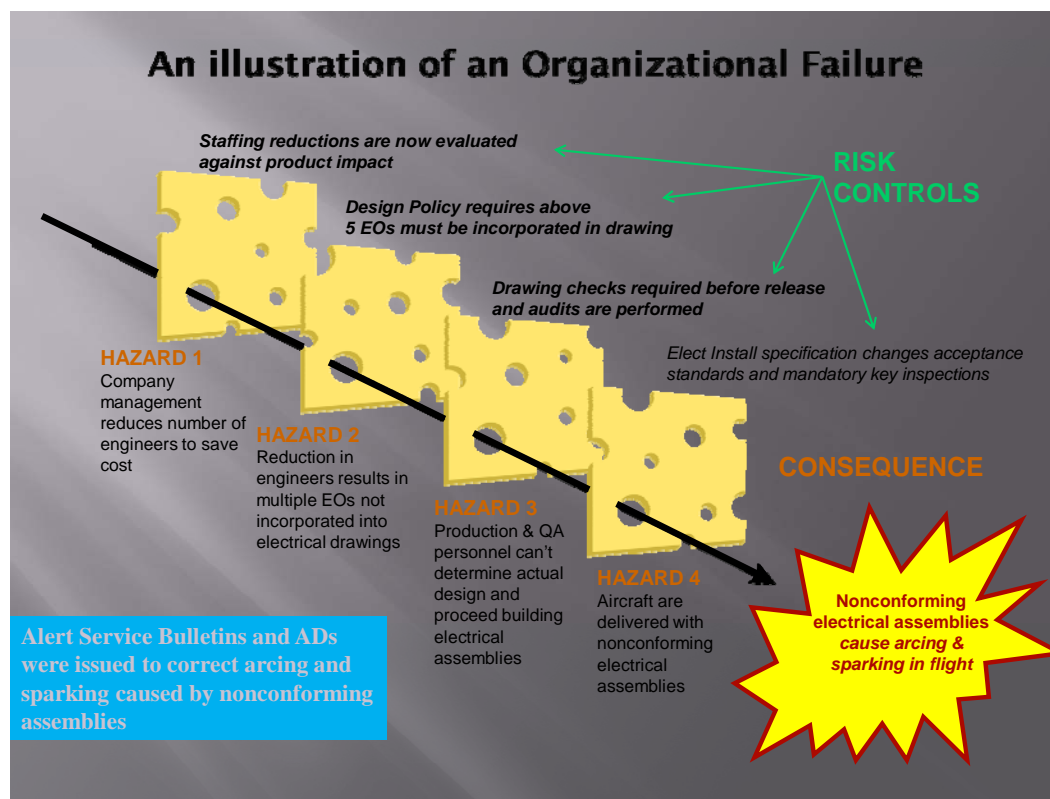 An illustration of an Organizational Failure
Staffing reductions are now evaluated
against product impact
RISK
CONTROLS
Design Policy requires above
5 EOs must be incorporated in drawing
Drawing checks required before release
and audits are performed
Elect Install specification changes acceptance
standards and mandatory key inspections
HAZARD 1
Company
management
reduces number of
engineers to save
cost
HAZARD 2
Reduction in
engineers results in
multiple EOs not
incorporated into
electrical drawings
HAZARD 3
Production & QA
personnel can't
determine actual
design and
proceed building
electrical
assemblies
HAZARD 4
Aircraft are
delivered with
nonconforming
electrical
assemblies
CONSEQUENCE
Nonconforming
electrical assemblies
cause arcing &
sparking in flight
Alert Service Bulletins and ADs
were issued to correct arcing and
sparking caused by nonconforming
assemblies